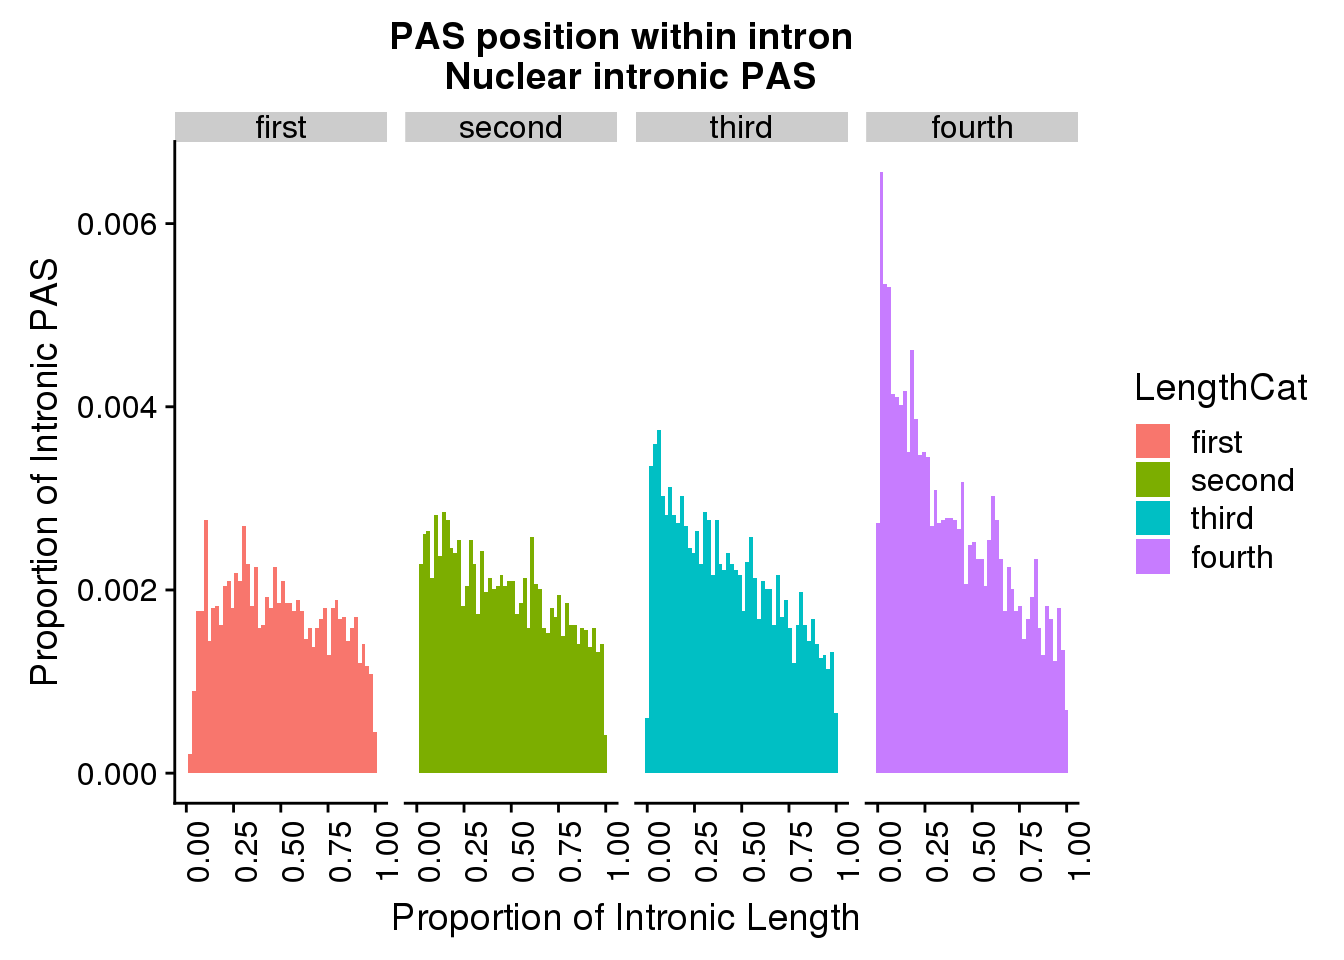 PAS position within intron
Nuclear intronic PAS
first second third fourth
Proportion of Intronic PAS
0.006
0.004
0.002
0.000
0.00 0.25 0.50 0.75 1.00 0.00 0.25 0.50 0.75 1.00 0.00 0.25 0.50 0.75 1.00 0.00 0.25 0.50 0.75 1.00
Proportion of Intronic Length
LengthCat
first
second
third
fourth